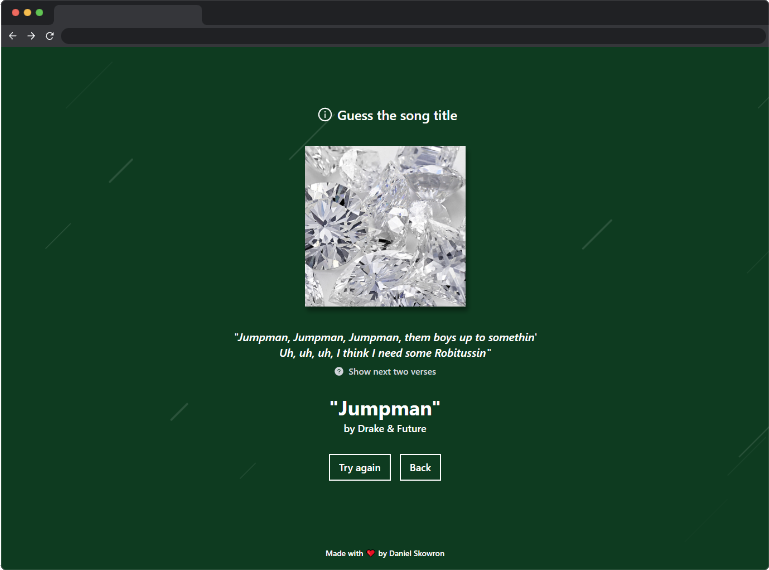 Guess the song title
"Jumpman, Jumpman, Jumpman, them boys up to somethin'
Uh, uh, uh, I think I need some Robitussin"
Show next two verses
"Jumpman"
by Drake & Future
Try again
Back
Made with ❤️ by Daniel Skowron